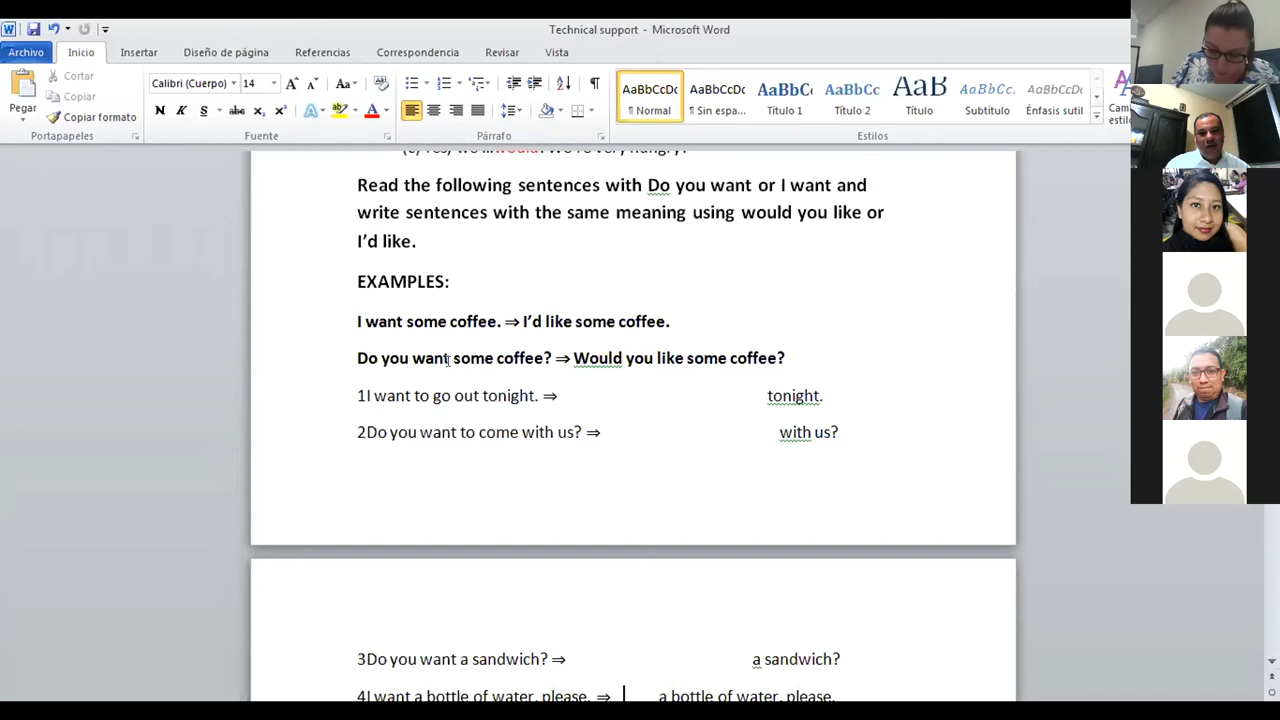 Technical support - Microsoft Word
Archivo Inicio Insertar Diseño de página Referencias Correspondencia Revisar Vista
Pegar
Cortar
Copiar
Copiar formato
Portapapeles
Calibri (Cuerpo) 14
N K S abc x₂ x²
Fuente
Párrafo
AaBbCcDc AaBbCcDc AaBbC AaBbCc AaB AaBbCc. AaBbCcDc
¶ Normal ¶ Sin espa... Título 1 Título 2 Título Subtítulo Énfasis sutil
Estilos
Read the following sentences with Do you want or I want and
write sentences with the same meaning using would you like or
I’d like.
EXAMPLES:
I want some coffee. ⇒ I’d like some coffee.
Do you want some coffee? ⇒ Would you like some coffee?
1I want to go out tonight. ⇒ tonight.
2Do you want to come with us? ⇒ with us?
3Do you want a sandwich? ⇒ a sandwich?
4I want a bottle of water, please. ⇒ a bottle of water, please.